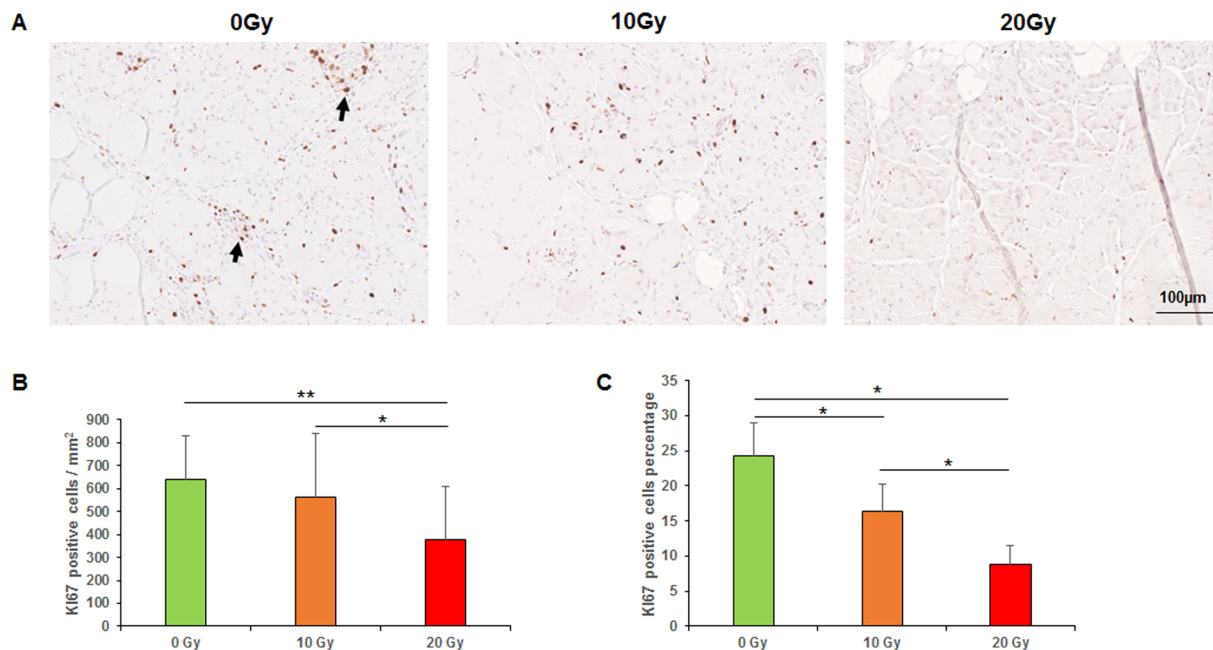 A
0Gy
10Gy
20Gy
100µm
B
KI67 positive cells / mm²
900
800
700
600
500
400
300
200
100
0
**
*
0 Gy
10 Gy
20 Gy
C
KI67 positive cells percentage
35
30
25
20
15
10
5
0
*
*
*
0 Gy
10 Gy
20 Gy